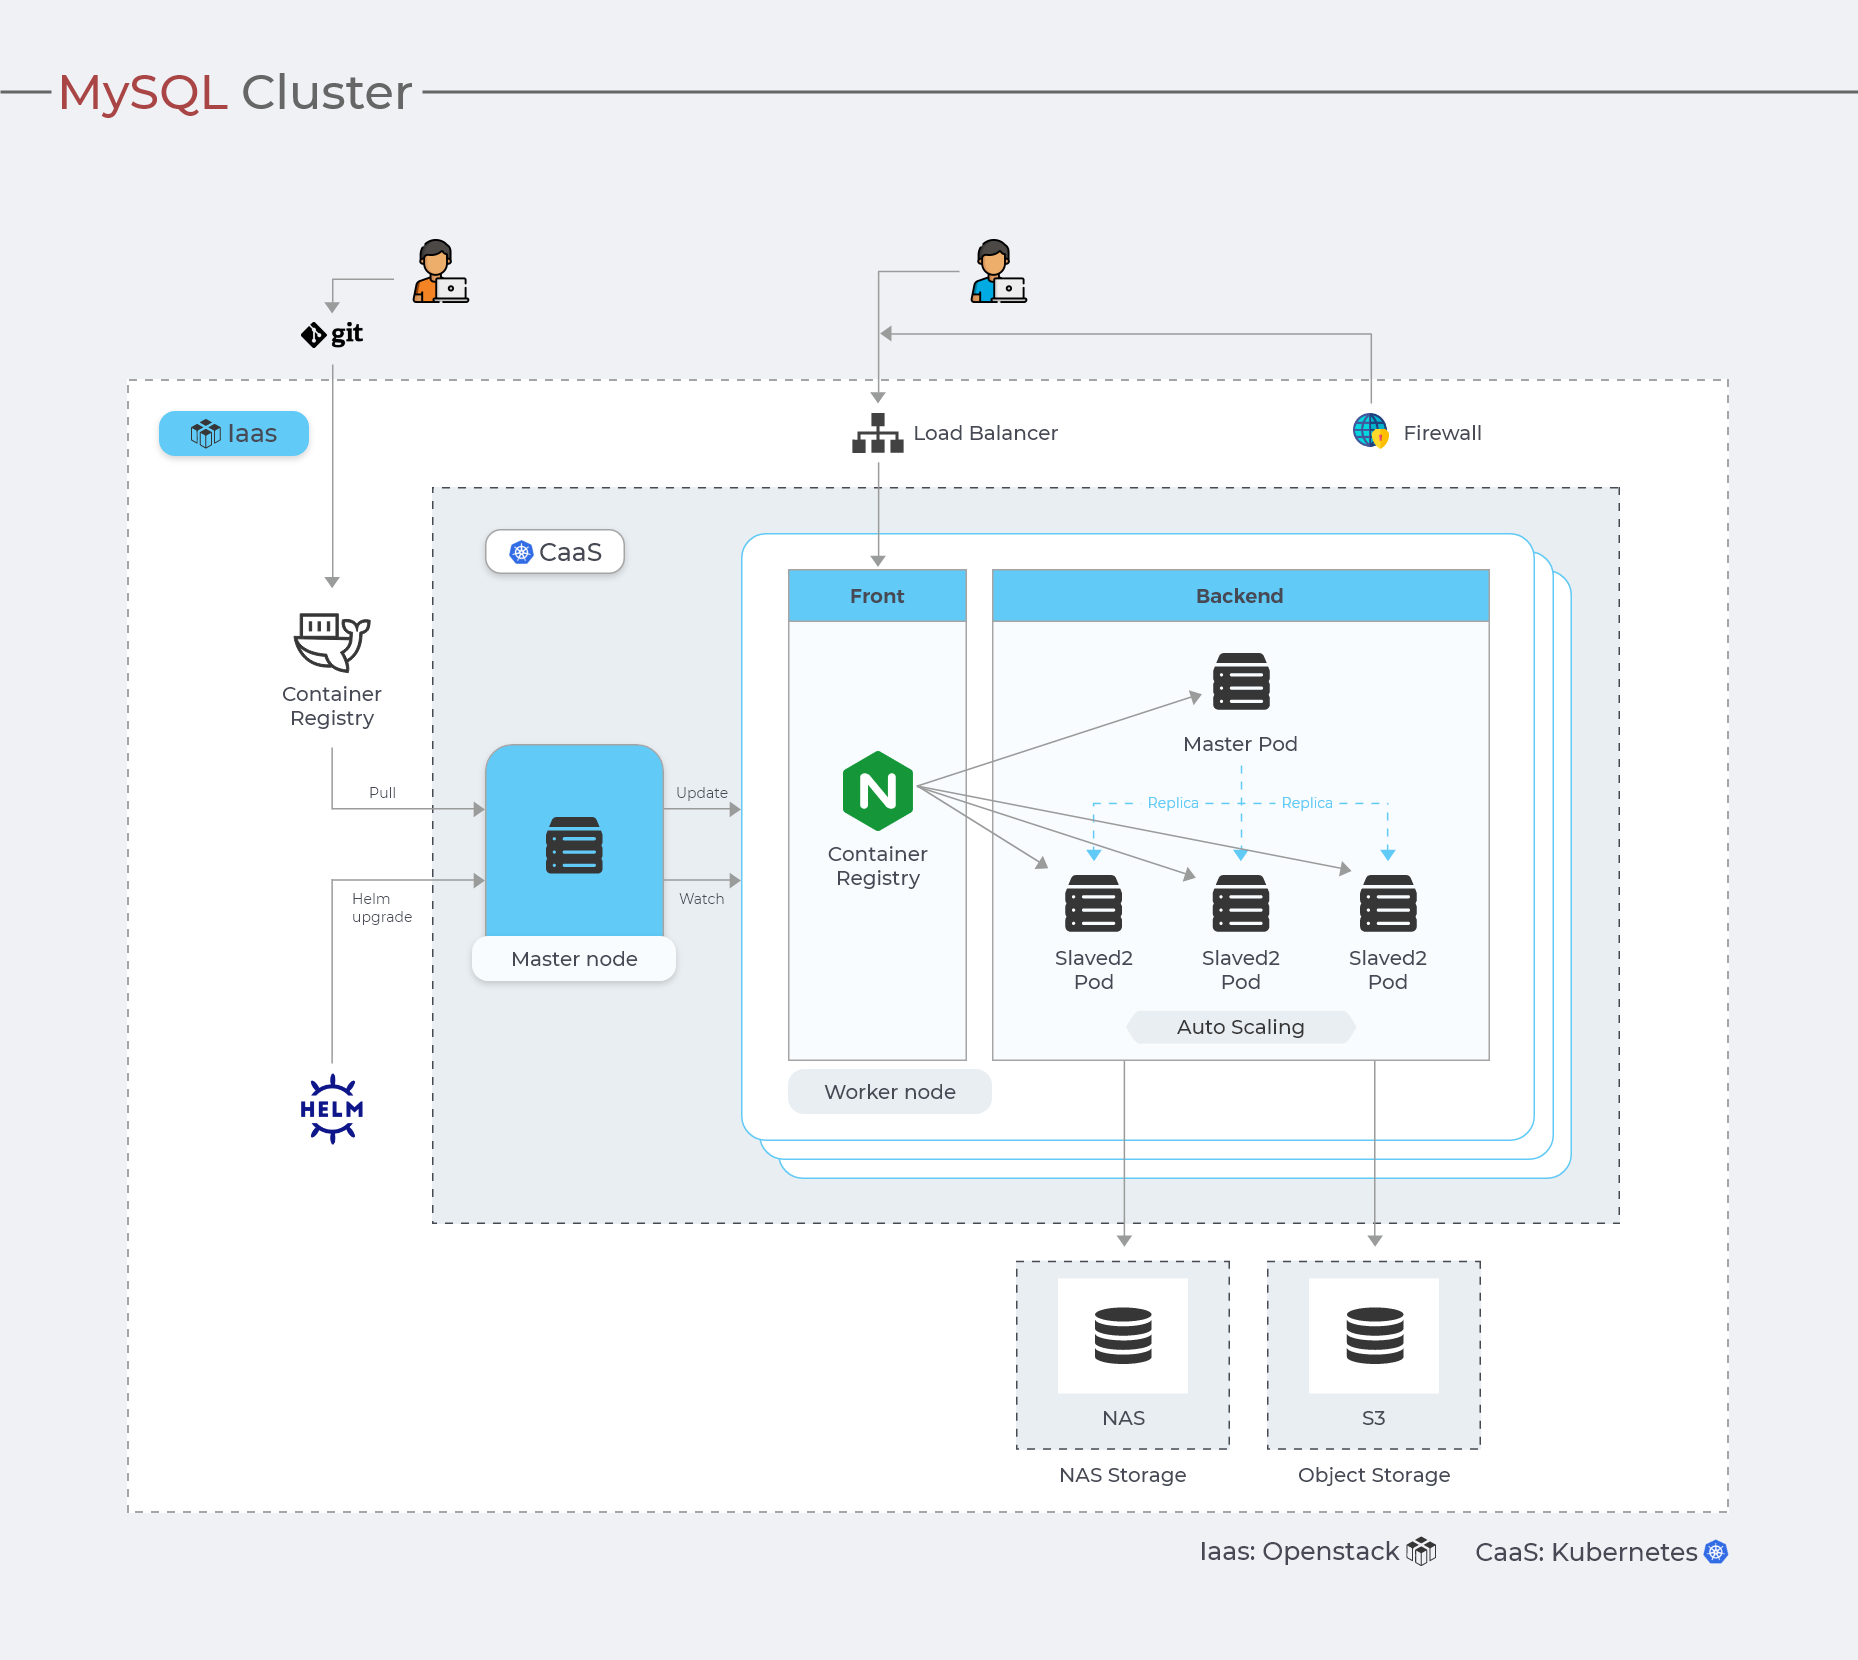 MySQL Cluster
git
Iaas
Load Balancer
Firewall
CaaS
Front
Backend
Container
Registry
Master Pod
Pull
Update
Replica
Replica
N
Container
Registry
Helm
upgrade
Watch
Master node
Slaved2
Pod
Slaved2
Pod
Slaved2
Pod
Auto Scaling
Worker node
HELM
NAS
S3
NAS Storage
Object Storage
Iaas: Openstack
CaaS: Kubernetes